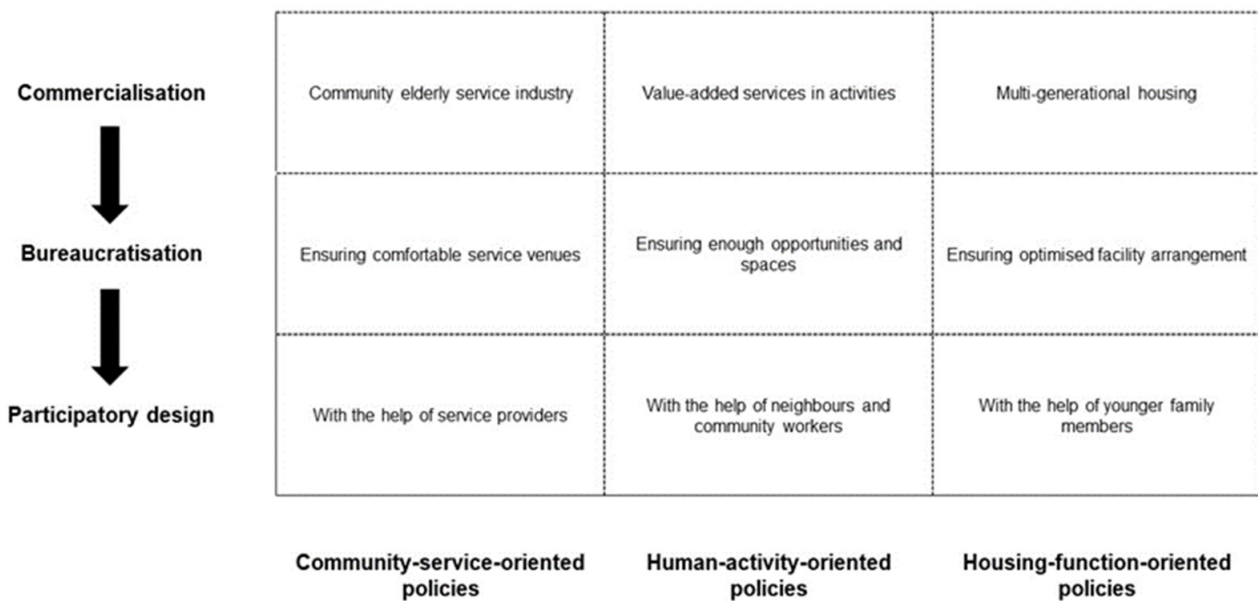 Commercialisation
Community elderly service industry
Value-added services in activities
Multi-generational housing
Bureaucratisation
Ensuring comfortable service venues
Ensuring enough opportunities and
spaces
Ensuring optimised facility arrangement
Participatory design
With the help of service providers
With the help of neighbours and
community workers
With the help of younger family
members
Community-service-oriented
policies
Human-activity-oriented
policies
Housing-function-oriented
policies